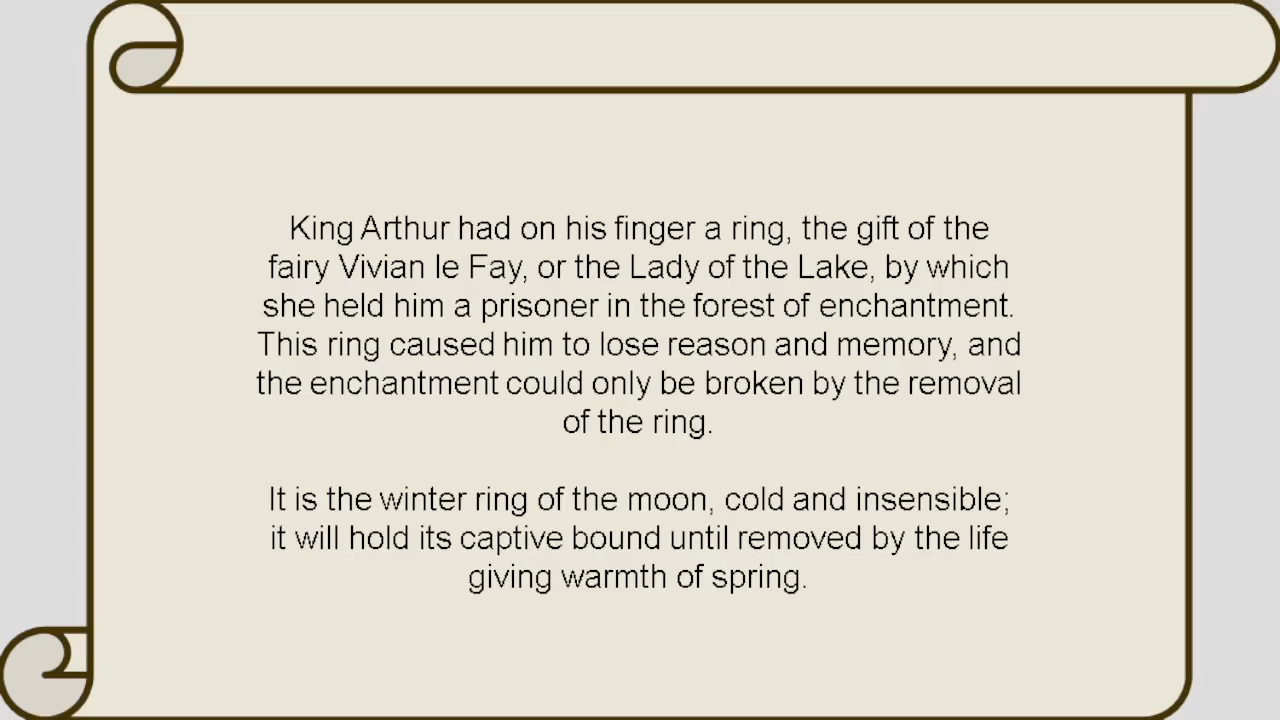 King Arthur had on his finger a ring, the gift of the
fairy Vivian le Fay, or the Lady of the Lake, by which
she held him a prisoner in the forest of enchantment.
This ring caused him to lose reason and memory, and
the enchantment could only be broken by the removal
of the ring.
It is the winter ring of the moon, cold and insensible;
it will hold its captive bound until removed by the life
giving warmth of spring.